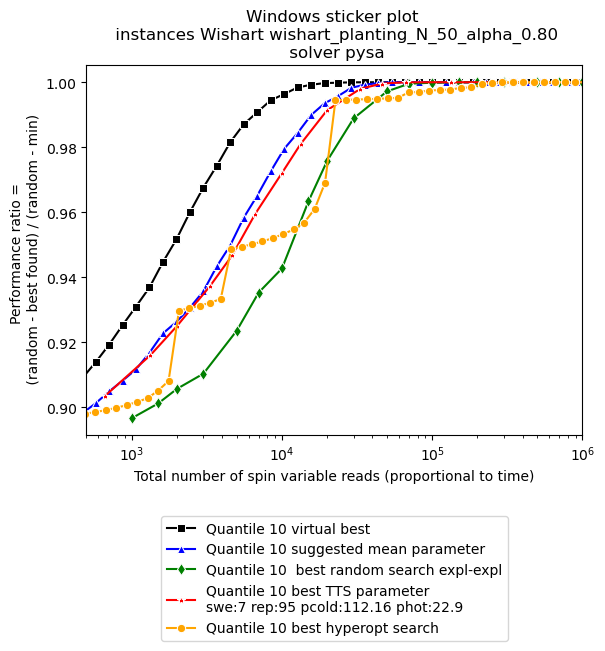 Windows sticker plot
instances Wishart wishart_planting_N_50_alpha_0.80
solver pysa
Performance ratio =
(random - best found) / (random - min)
1.00
0.98
0.96
0.94
0.92
0.90
10³
10⁴
10⁵
10⁶
Total number of spin variable reads (proportional to time)
Quantile 10 virtual best
Quantile 10 suggested mean parameter
Quantile 10  best random search expl-expl
Quantile 10 best TTS parameter
swe:7 rep:95 pcold:112.16 phot:22.9
Quantile 10 best hyperopt search